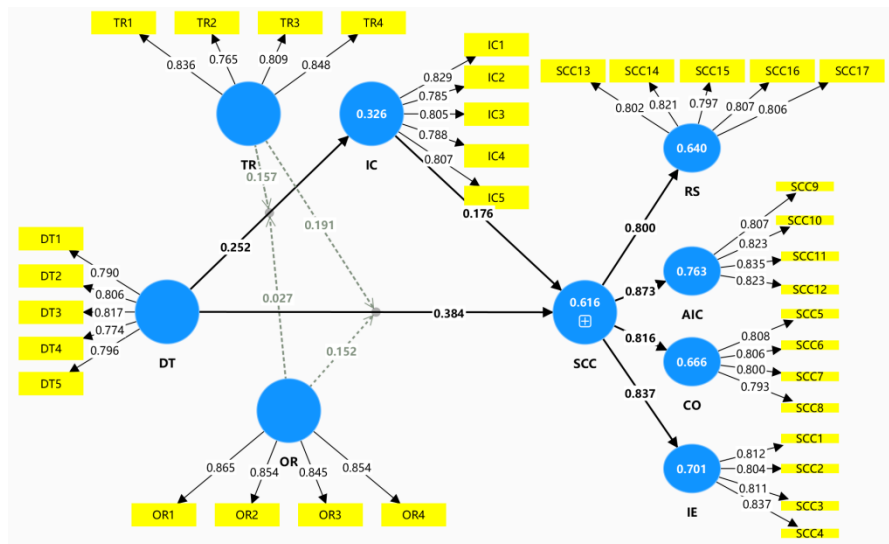 TR1 TR2 TR3 TR4
0.836 0.765 0.809 0.848
TR
IC1
IC2
IC3
IC4
IC5
0.829
0.785
0.805
0.788
0.807
0.326
IC
SCC13 SCC14 SCC15 SCC16 SCC17
0.802 0.821 0.797 0.807 0.806
0.640
RS
0.157
0.191
0.252
0.176
0.027
0.152
0.384
DT1
DT2
DT3
DT4
DT5
0.790
0.806
0.817
0.774
0.796
DT
0.616
SCC
0.800
0.873
0.816
0.837
SCC9
SCC10
SCC11
SCC12
0.807
0.823
0.835
0.823
0.763
AIC
SCC5
SCC6
SCC7
SCC8
0.808
0.806
0.800
0.793
0.666
CO
SCC1
SCC2
SCC3
SCC4
0.812
0.804
0.811
0.837
0.701
IE
OR
0.865 0.854 0.845 0.854
OR1 OR2 OR3 OR4